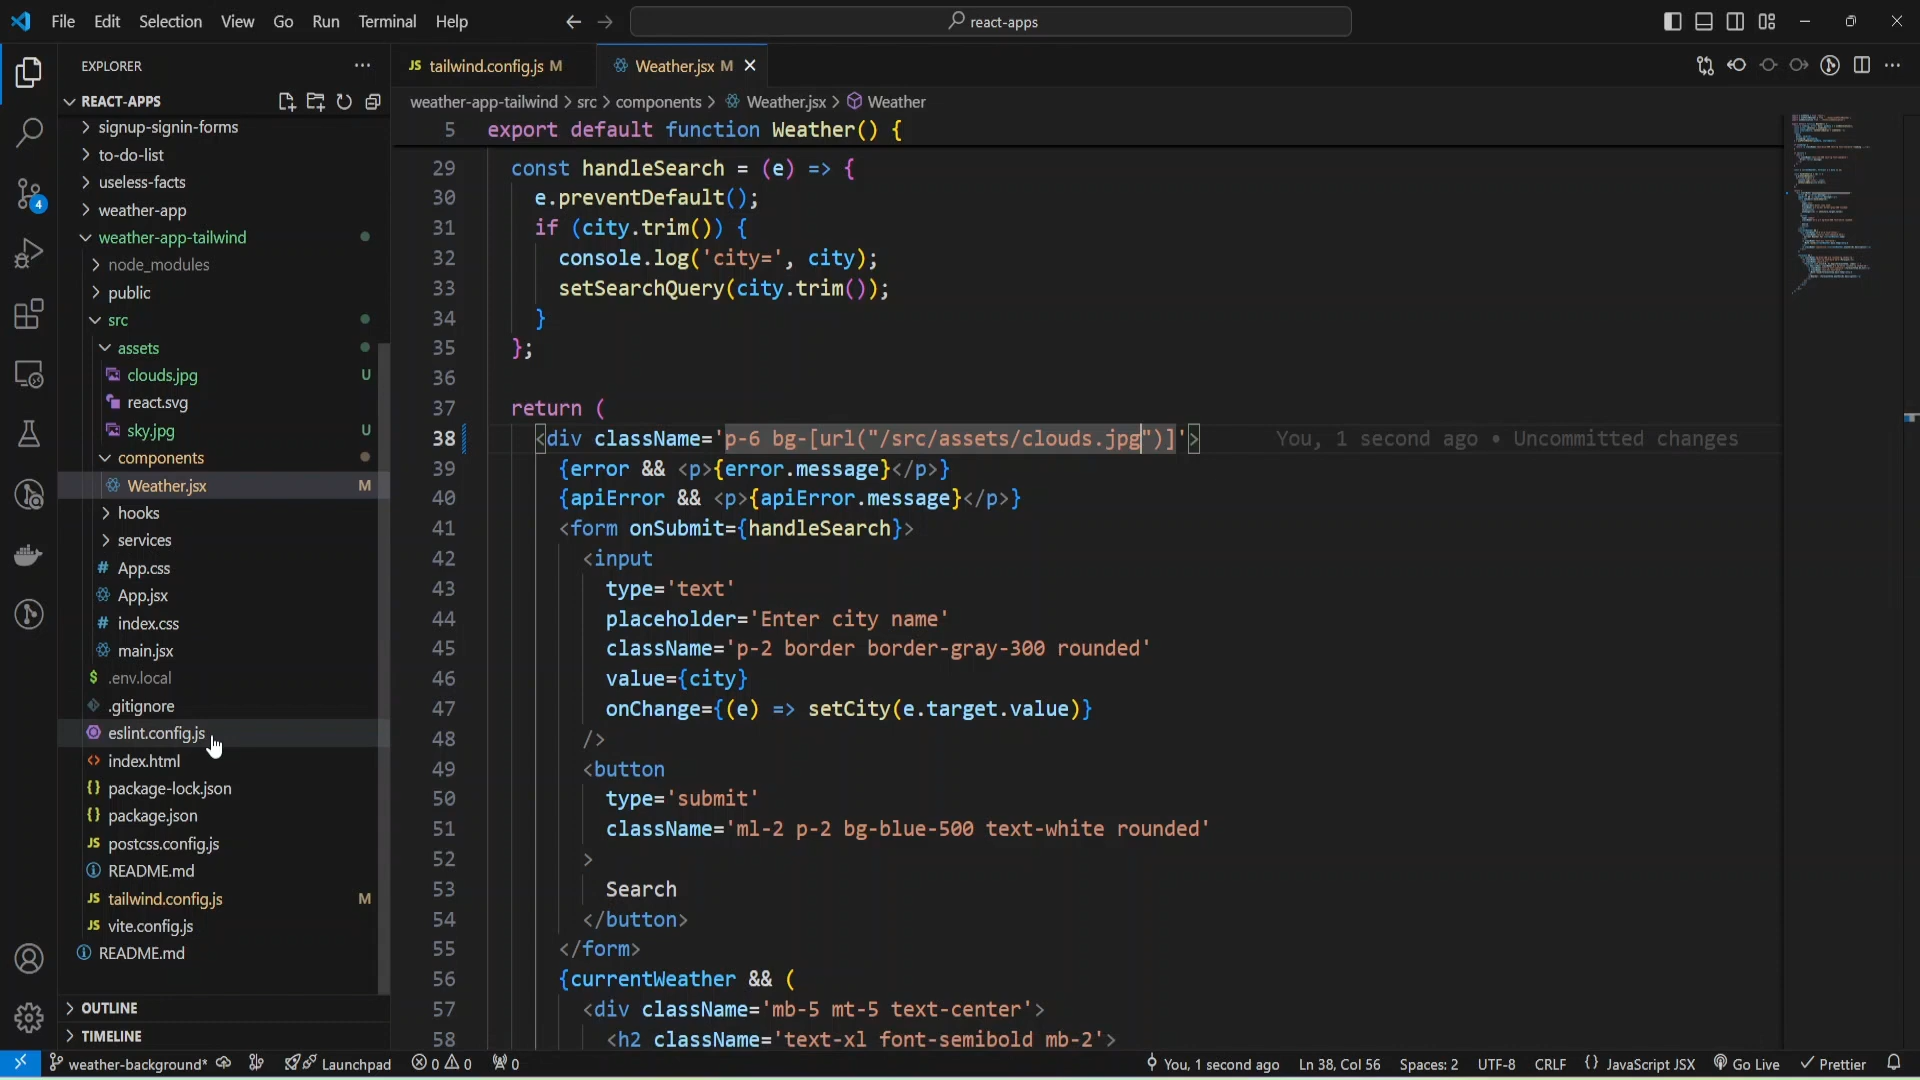 File Edit Selection View Go Run Terminal Help
react-apps
EXPLORER
REACT-APPS
signup-signin-forms
to-do-list
useless-facts
weather-app
weather-app-tailwind
node_modules
public
src
assets
clouds.jpg U
react.svg
sky.jpg U
components
Weather.jsx M
hooks
services
App.css
App.jsx
index.css
main.jsx
.env.local
.gitignore
eslint.config.js
index.html
package-lock.json
package.json
postcss.config.js
README.md
tailwind.config.js M
vite.config.js
README.md
OUTLINE
TIMELINE
4
JS tailwind.config.js M Weather.jsx M
weather-app-tailwind > src > components > Weather.jsx > Weather
5 export default function Weather() {
29 const handleSearch = (e) => {
30 e.preventDefault();
31 if (city.trim()) {
32 console.log('city=', city);
33 setSearchQuery(city.trim());
34 }
35 };
36
37 return (
38 <div className='p-6 bg-[url("/src/assets/clouds.jpg")]'> You, 1 second ago • Uncommitted changes
39 {error && <p>{error.message}</p>}
40 {apiError && <p>{apiError.message}</p>}
41 <form onSubmit={handleSearch}>
42 <input
43 type='text'
44 placeholder='Enter city name'
45 className='p-2 border border-gray-300 rounded'
46 value={city}
47 onChange={(e) => setCity(e.target.value)}
48 />
49 <button
50 type='submit'
51 className='ml-2 p-2 bg-blue-500 text-white rounded'
52 >
53 Search
54 </button>
55 </form>
56 {currentWeather && (
57 <div className='mb-5 mt-5 text-center'>
58 <h2 className='text-xl font-semibold mb-2'>
weather-background* Launchpad 0 0 0 You, 1 second ago Ln 38, Col 56 Spaces: 2 UTF-8 CRLF {} JavaScript JSX Go Live Prettier